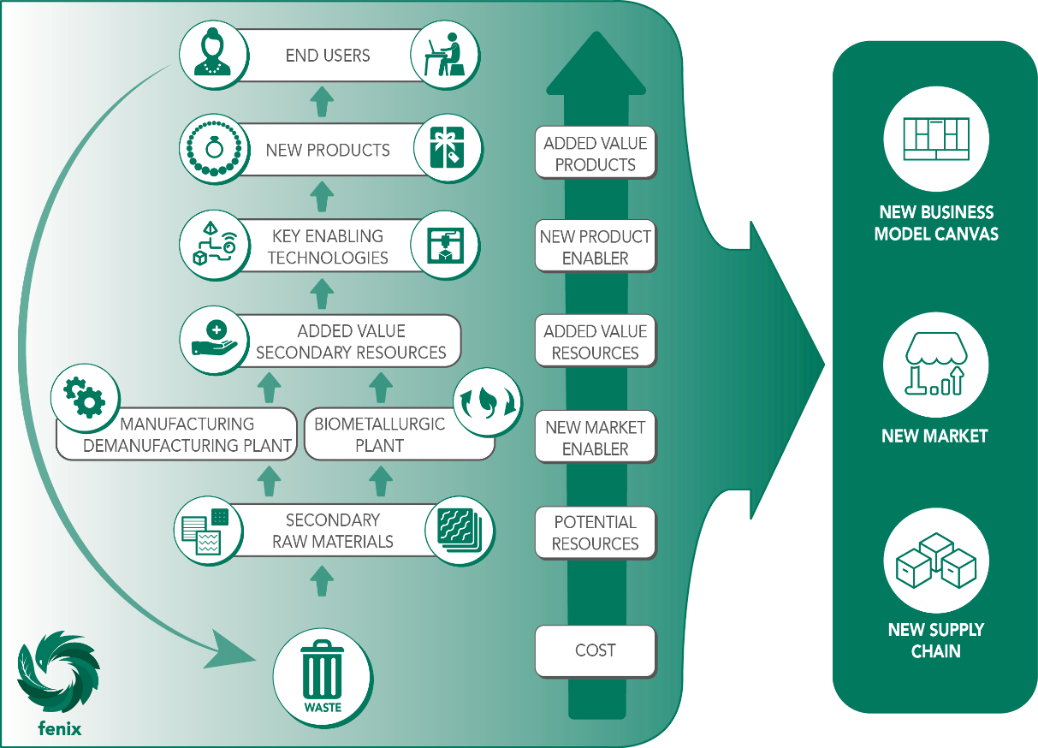 END USERS
NEW PRODUCTS
KEY ENABLING
TECHNOLOGIES
ADDED VALUE
SECONDARY RESOURCES
MANUFACTURING
DEMANUFACTURING PLANT
BIOMETALLURGIC
PLANT
SECONDARY
RAW MATERIALS
WASTE
fenix
ADDED VALUE
PRODUCTS
NEW PRODUCT
ENABLER
ADDED VALUE
RESOURCES
NEW MARKET
ENABLER
POTENTIAL
RESOURCES
COST
NEW BUSINESS
MODEL CANVAS
NEW MARKET
NEW SUPPLY
CHAIN